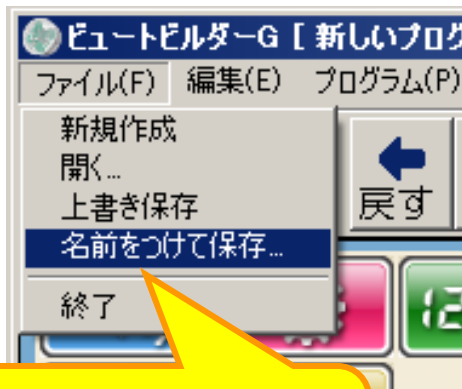 ビュートビルダーG [ 新しいプログ
ファイル(F) 編集(E) プログラム(P)
新規作成
開く...
上書き保存
名前をつけて保存...
終了
戻す
12